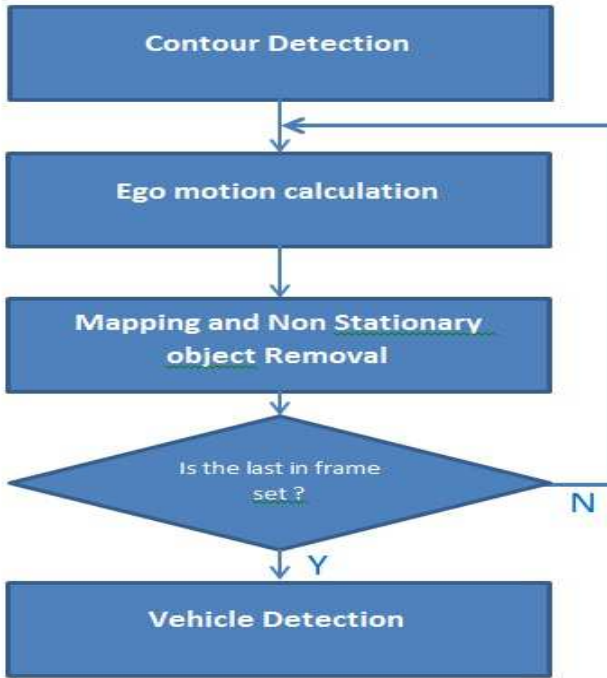 Contour Detection
Ego motion calculation
Mapping and Non Stationary
object Removal
Is the last in frame
set ?
N
Y
Vehicle Detection